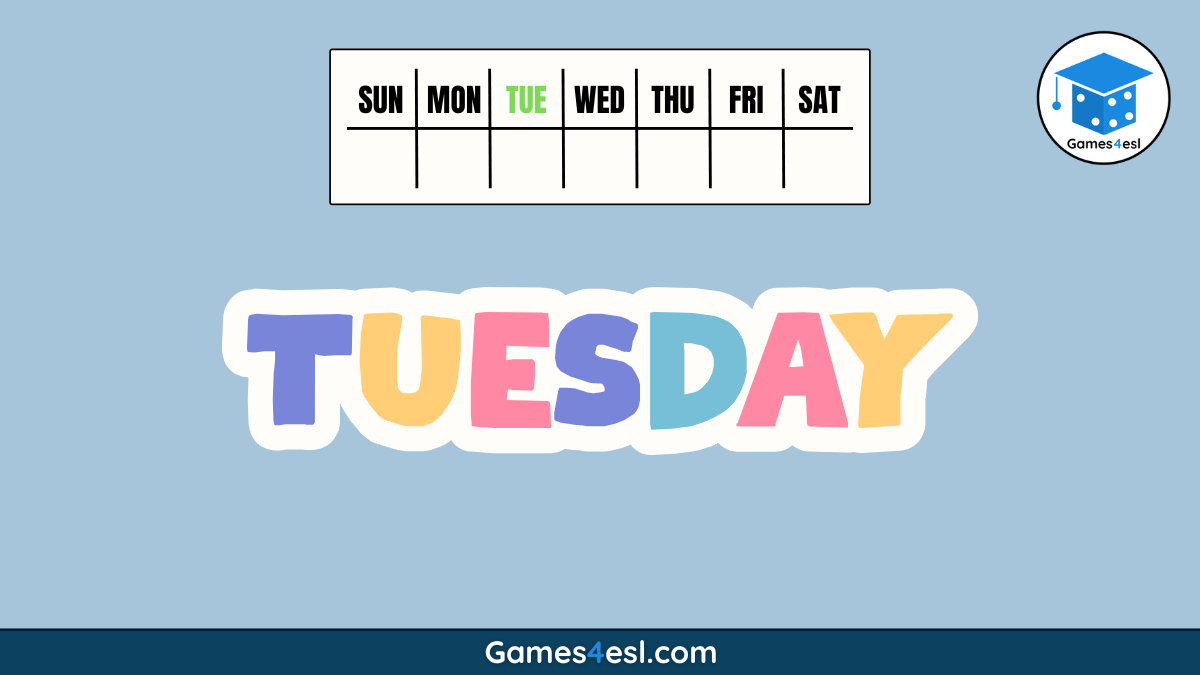 SUN MON TUE WED THU FRI SAT
Games4esl
TUESDAY
Games4esl.com